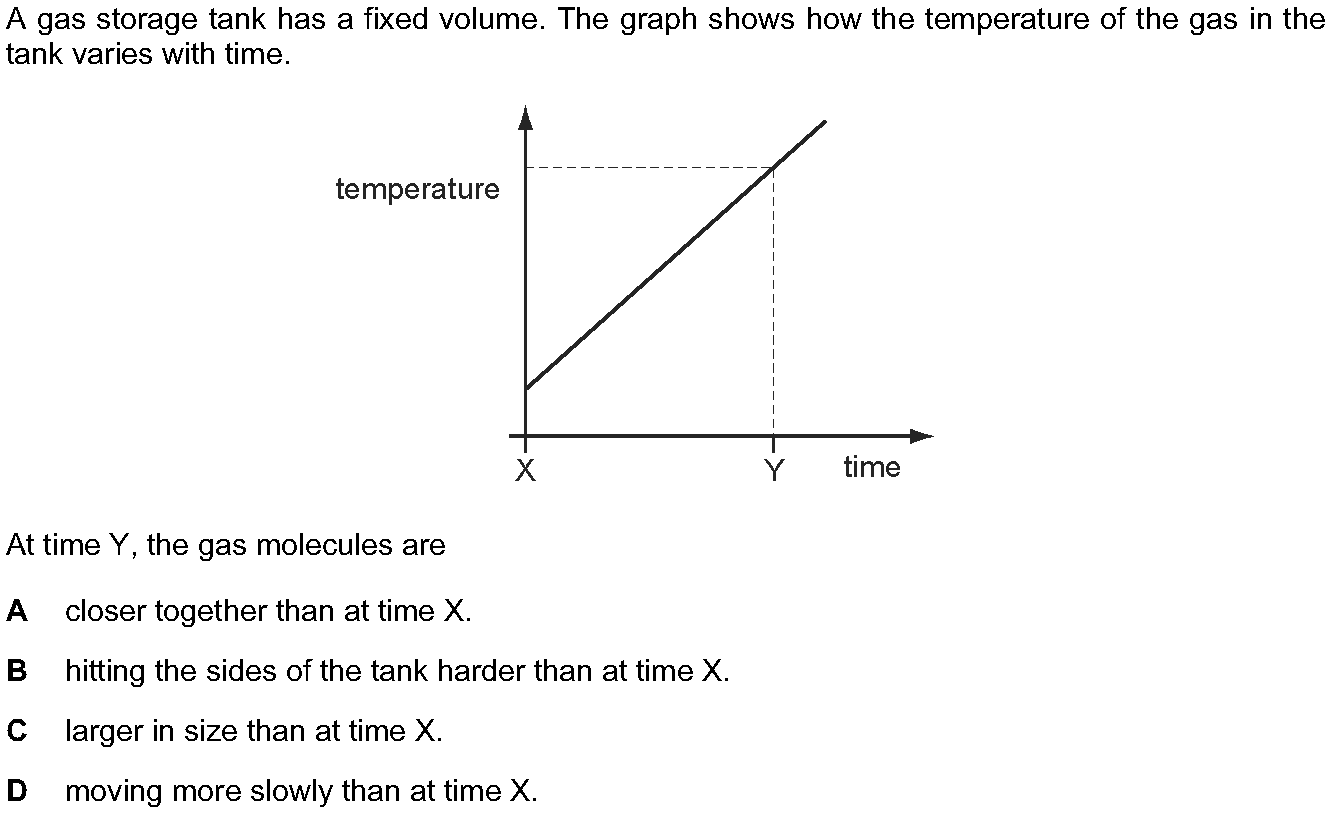 A gas storage tank has a fixed volume. The graph shows how the temperature of the gas in the
tank varies with time.
temperature
X
Y
time
At time Y, the gas molecules are
A closer together than at time X.
B hitting the sides of the tank harder than at time X.
C larger in size than at time X.
D moving more slowly than at time X.